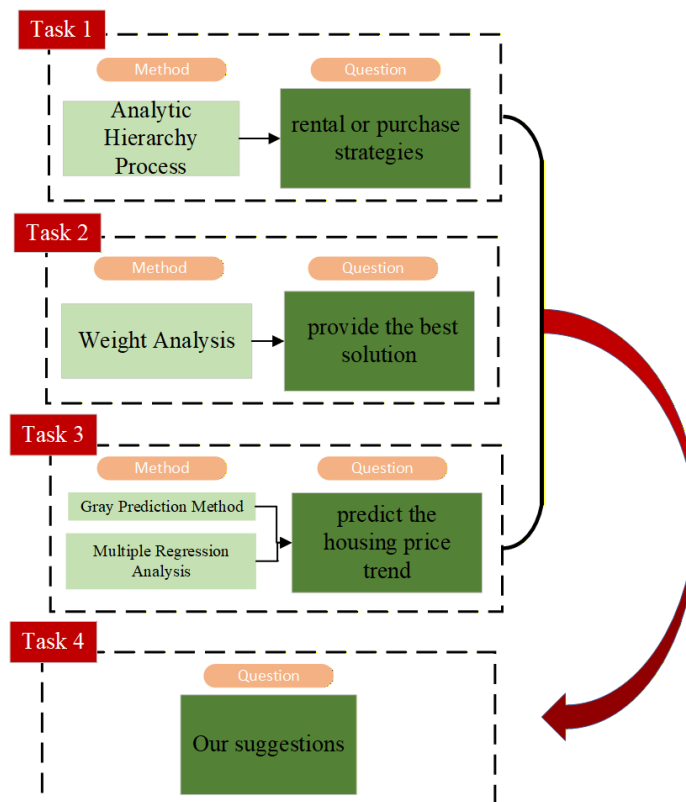 Task 1
Method
Question
Analytic
Hierarchy
Process
rental or purchase
strategies
Task 2
Method
Question
Weight Analysis
provide the best
solution
Task 3
Method
Question
Gray Prediction Method
Multiple Regression
Analysis
predict the
housing price
trend
Task 4
Question
Our suggestions